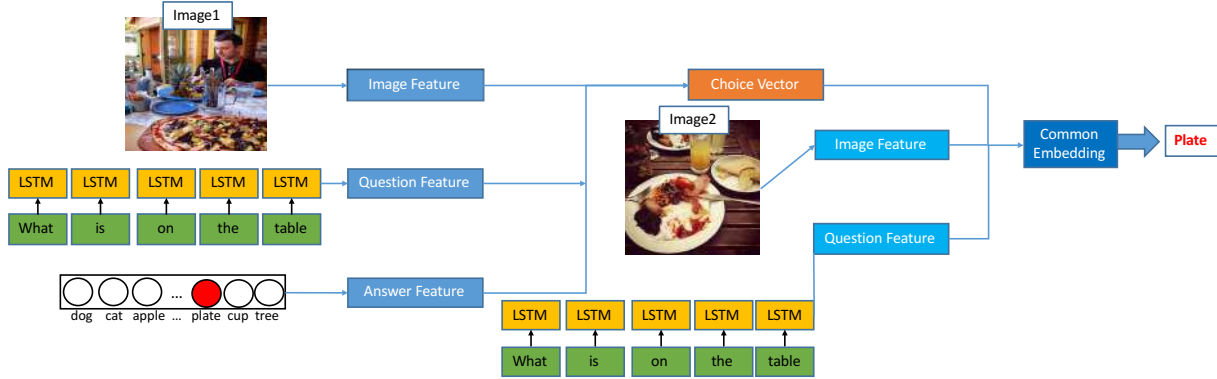 Image1
Image Feature
Choice Vector
Image2
Image Feature
Common
Embedding
Plate
LSTM LSTM LSTM LSTM LSTM
Question Feature
What is on the table
Question Feature
Answer Feature
dog cat apple ... plate cup tree
...
LSTM LSTM LSTM LSTM LSTM
What is on the table